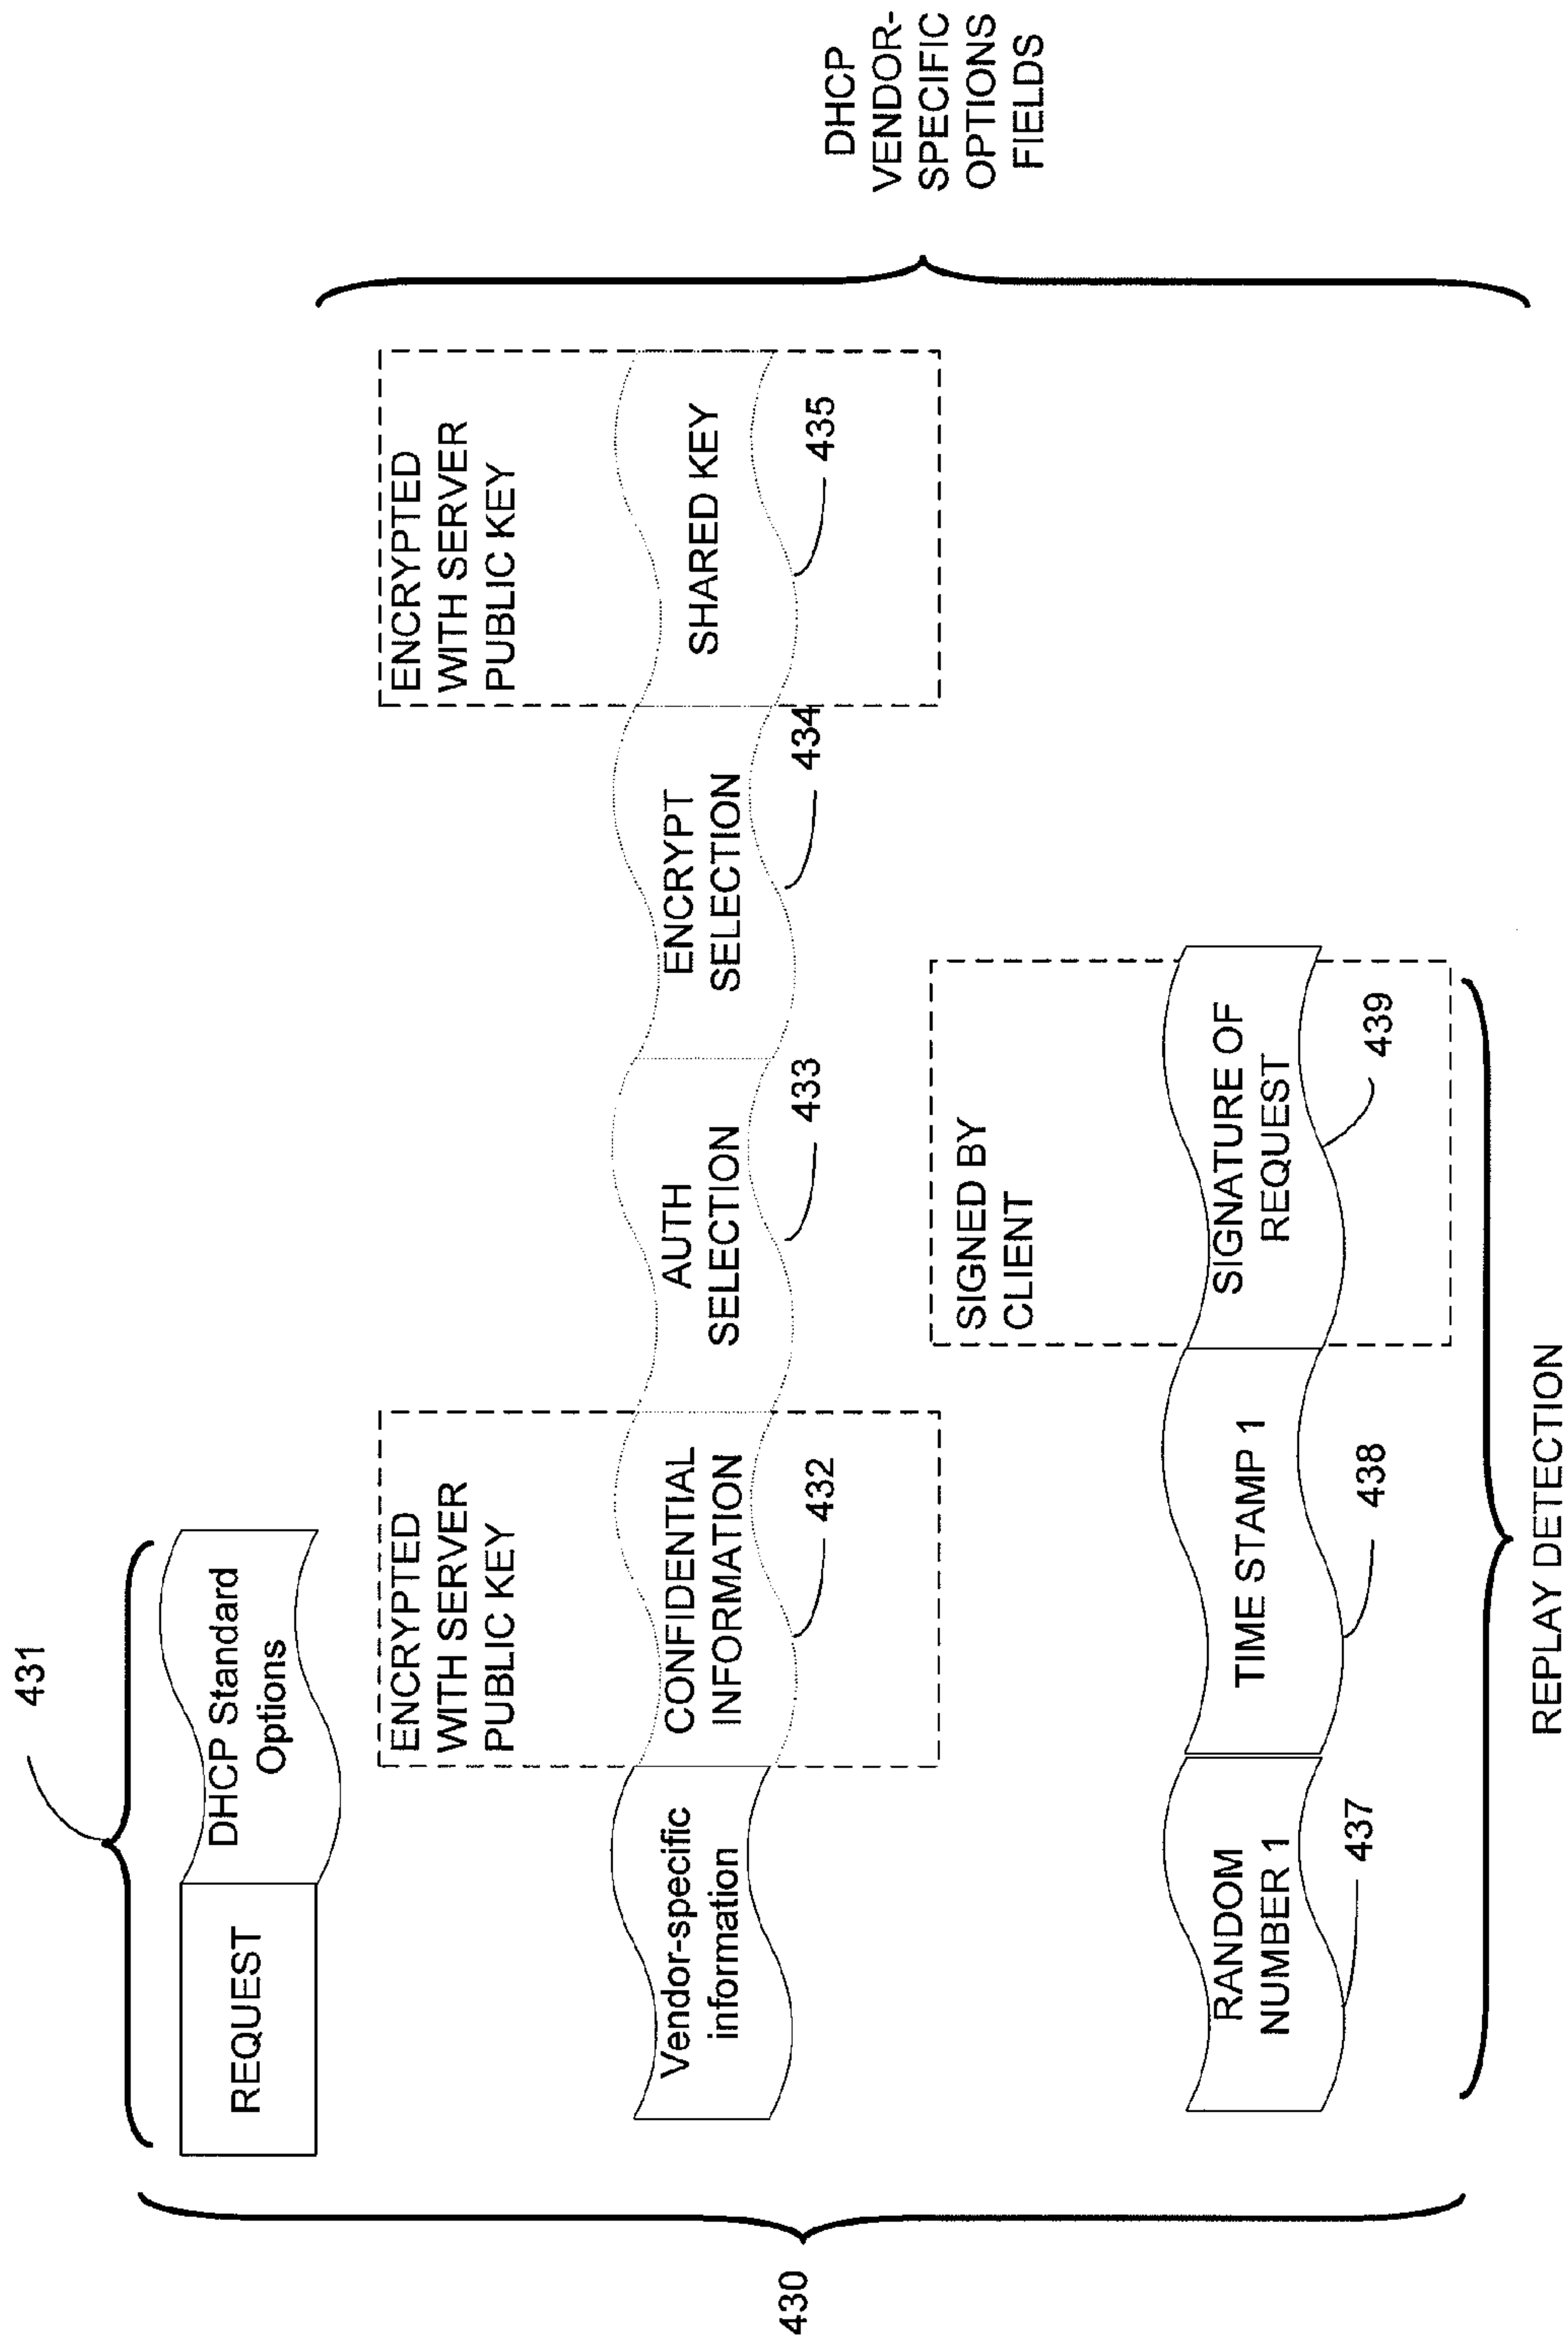 431
REQUEST
DHCP Standard
Options
ENCRYPTED
WITH SERVER
PUBLIC KEY
ENCRYPTED
WITH SERVER
PUBLIC KEY
430
Vendor-specific
information
CONFIDENTIAL
INFORMATION
AUTH
SELECTION
ENCRYPT
SELECTION
SHARED KEY
432
433
434
435
DHCP
VENDOR-
SPECIFIC
OPTIONS
FIELDS
SIGNED BY
CLIENT
RANDOM
NUMBER 1
TIME STAMP 1
SIGNATURE OF
REQUEST
437
438
439
REPLAY DETECTION